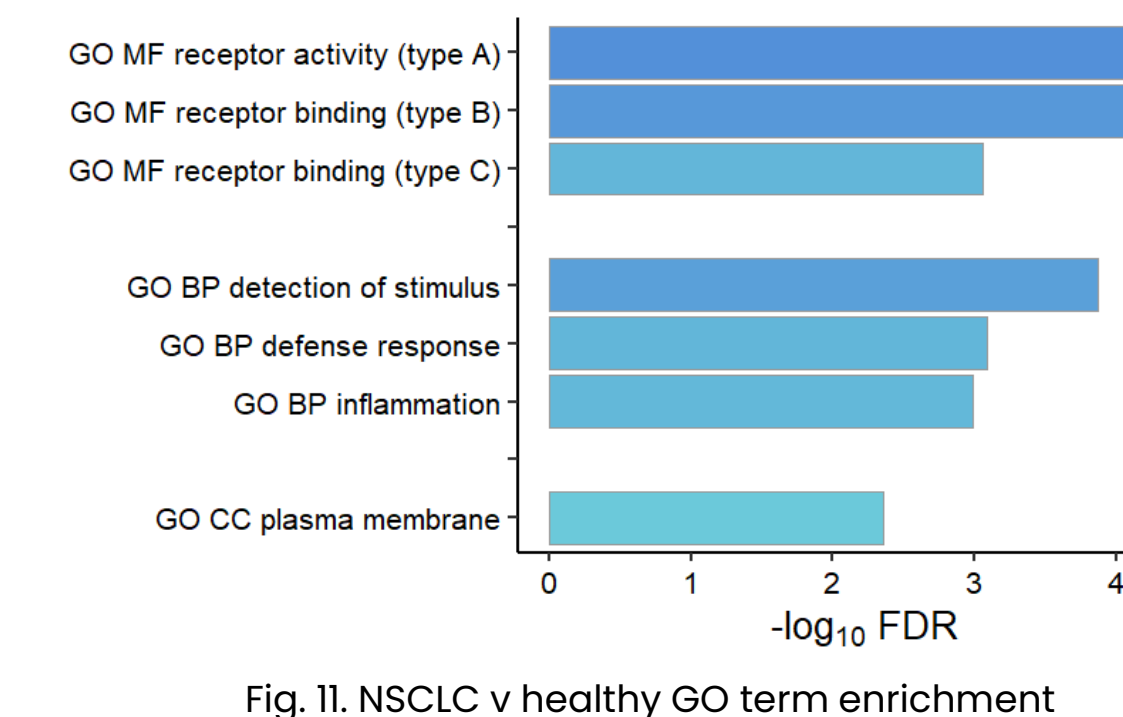 GO MF receptor activity (type A)
GO MF receptor binding (type B)
GO MF receptor binding (type C)
GO BP detection of stimulus
GO BP defense response
GO BP inflammation
GO CC plasma membrane
0 1 2 3 4
-log₁₀ FDR
Fig. 11. NSCLC v healthy GO term enrichment